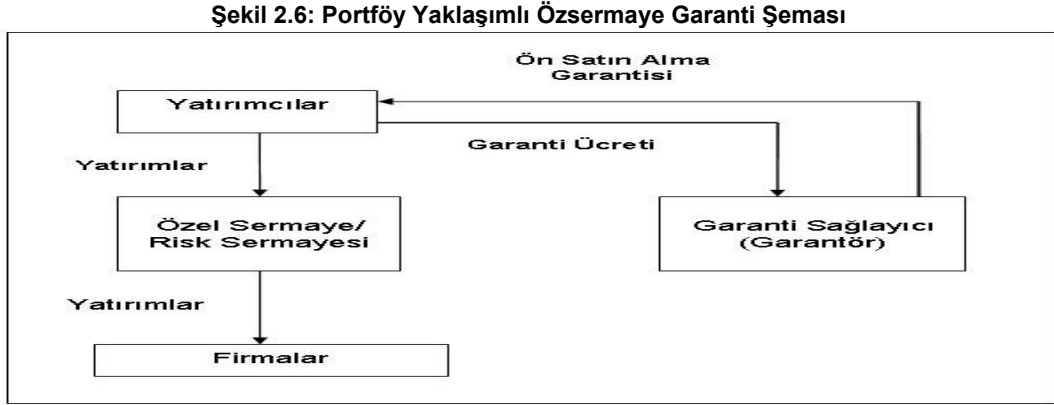 Şekil 2.6: Portföy Yaklaşımlı Özsermaye Garanti Şeması
Ön Satın Alma
Garantisi
Yatırımcılar
Garanti Ücreti
Yatırımlar
Özel Sermaye/
Risk Sermayesi
Garanti Sağlayıcı
(Garantör)
Yatırımlar
Firmalar